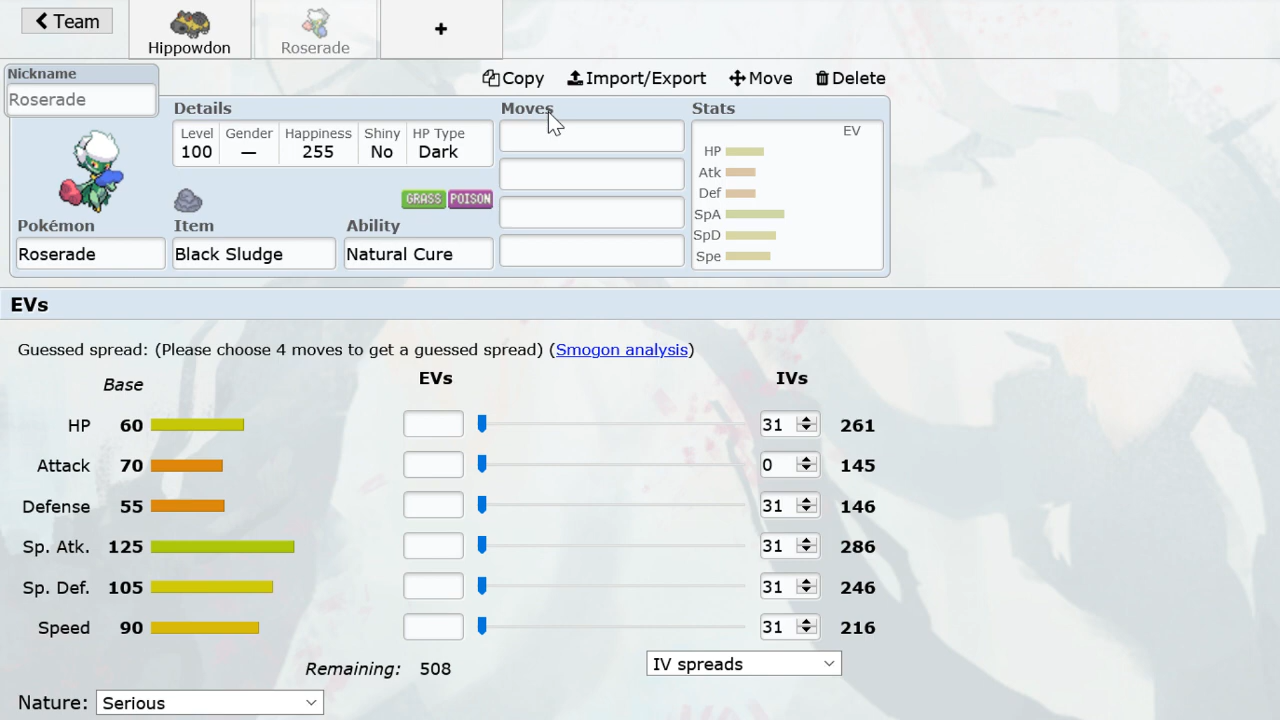 Team
Hippowdon
Roserade
+
Nickname
Roserade
Copy Import/Export Move Delete
Details Moves Stats
Level Gender Happiness Shiny HP Type
100 — 255 No Dark
EV
HP
Atk
Def
SpA
SpD
Spe
GRASS POISON
Pokémon Item Ability
Roserade Black Sludge Natural Cure
EVs
Guessed spread: (Please choose 4 moves to get a guessed spread) (Smogon analysis)
Base EVs IVs
HP 60 31 261
Attack 70 0 145
Defense 55 31 146
Sp. Atk. 125 31 286
Sp. Def. 105 31 246
Speed 90 31 216
Remaining: 508 IV spreads
Nature: Serious